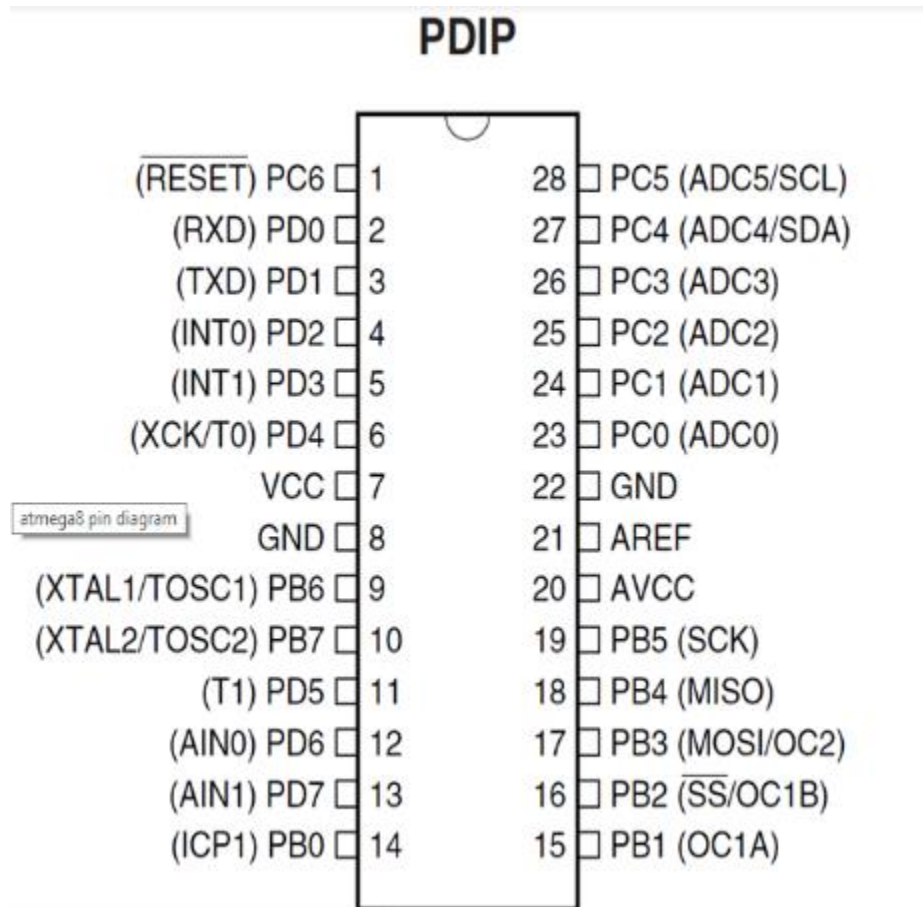 PDIP
(RESET) PC6 1 28 PC5 (ADC5/SCL)
(RXD) PD0 2 27 PC4 (ADC4/SDA)
(TXD) PD1 3 26 PC3 (ADC3)
(INT0) PD2 4 25 PC2 (ADC2)
(INT1) PD3 5 24 PC1 (ADC1)
(XCK/T0) PD4 6 23 PC0 (ADC0)
VCC 7 22 GND
atmega8 pin diagram
GND 8 21 AREF
(XTAL1/TOSC1) PB6 9 20 AVCC
(XTAL2/TOSC2) PB7 10 19 PB5 (SCK)
(T1) PD5 11 18 PB4 (MISO)
(AIN0) PD6 12 17 PB3 (MOSI/OC2)
(AIN1) PD7 13 16 PB2 (SS/OC1B)
(ICP1) PB0 14 15 PB1 (OC1A)